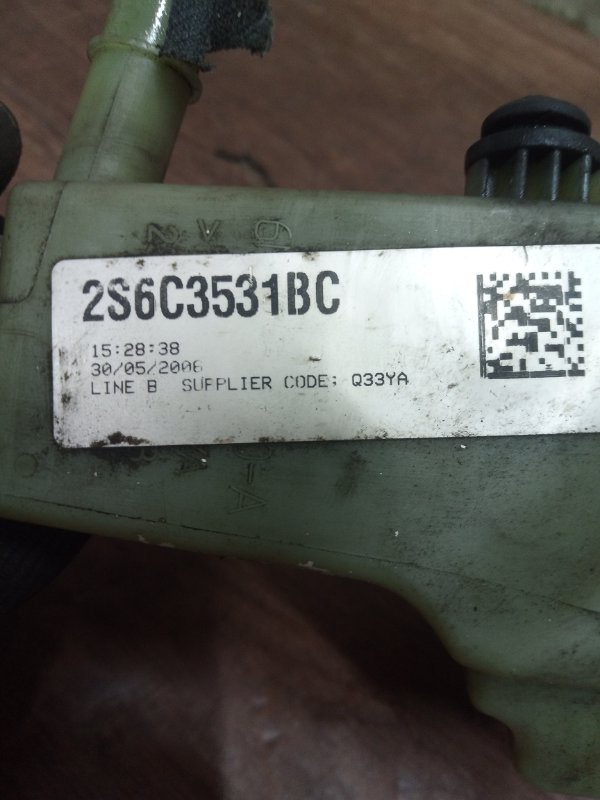 2S6C3531BC
15:28:38
30/05/2006
LINE B SUPPLIER CODE: Q33YA